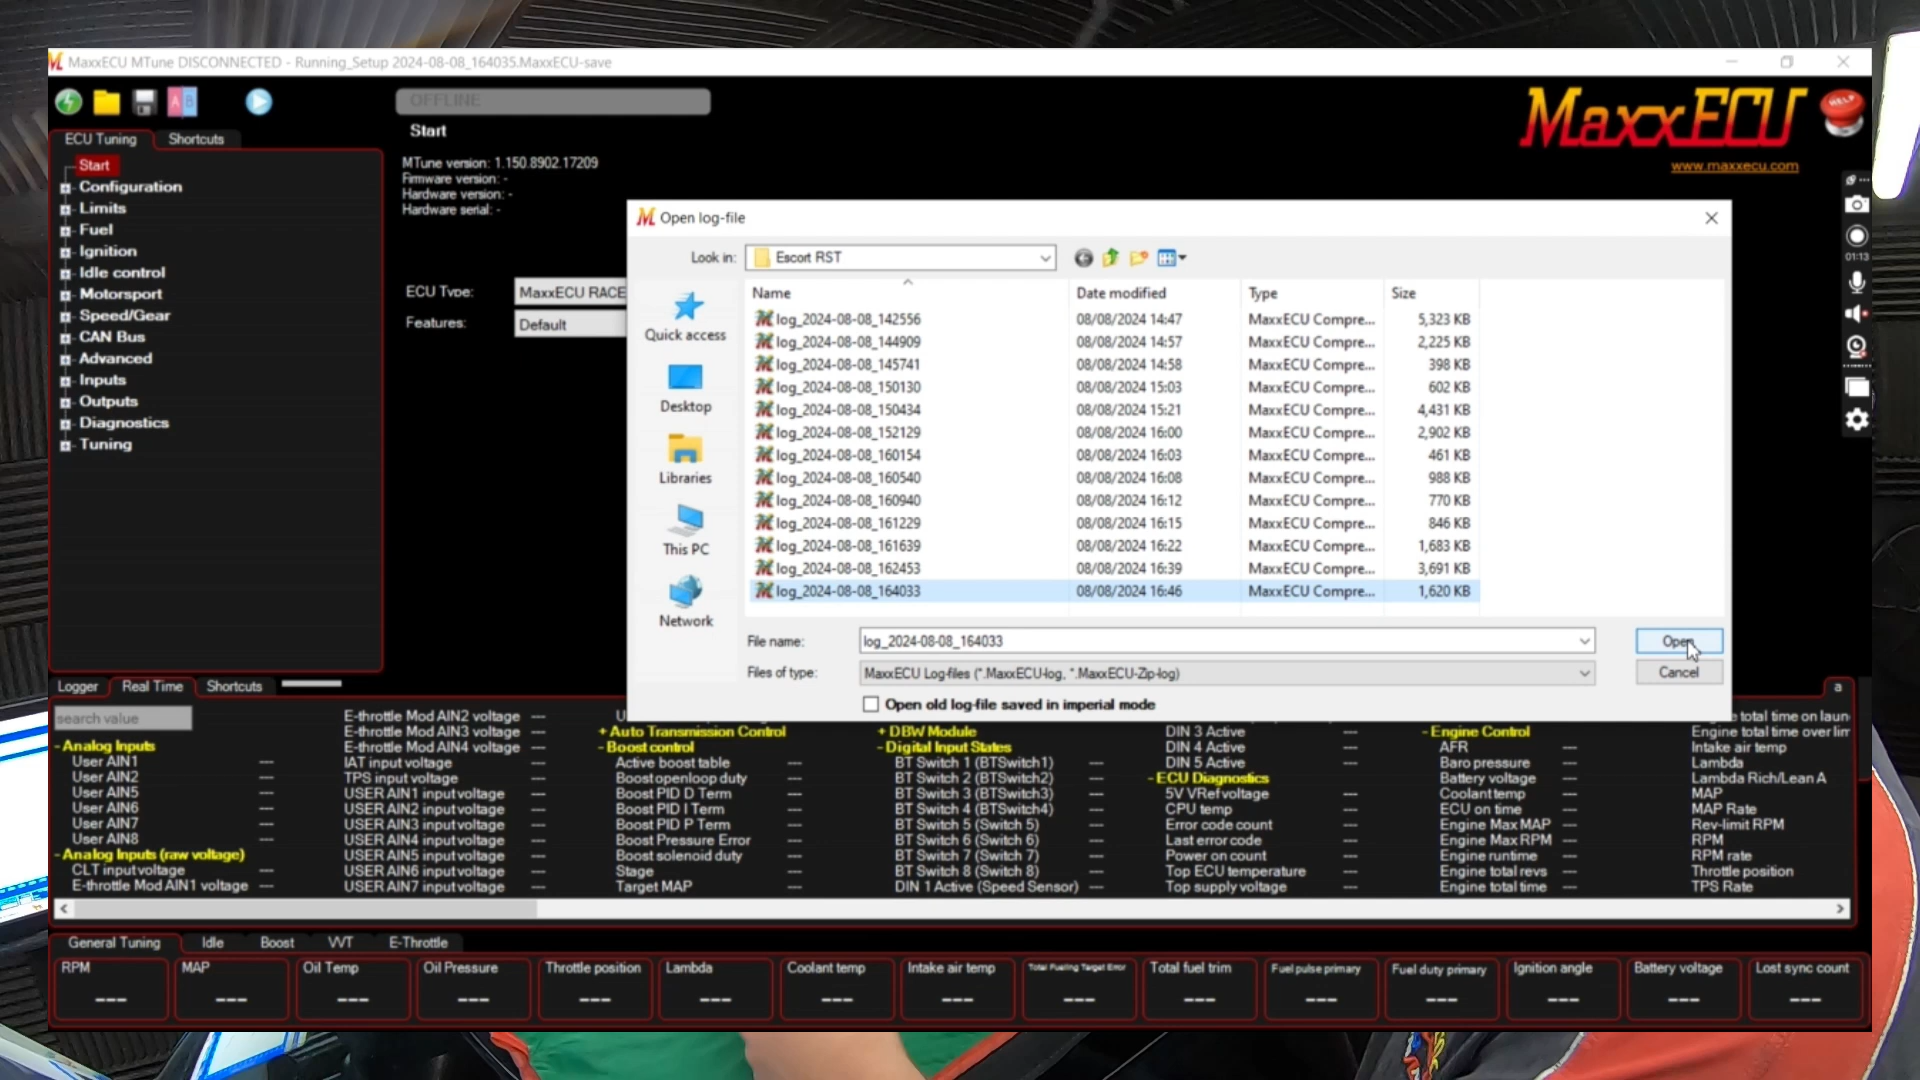 MaxxECU MTune DISCONNECTED - Running_Setup 2024-08-08_164035.MaxxECU-save
A B
OFFLINE
MaxxECU
HELP
www.maxxecu.com
ECU Tuning
Shortcuts
Start
Configuration
Limits
Fuel
Ignition
Idle control
Motorsport
Speed/Gear
CAN Bus
Advanced
Inputs
Outputs
Diagnostics
Tuning
Start
MTune version: 1.150.8902.17209
Firmware version: -
Hardware version: -
Hardware serial: -
ECU Type: MaxxECU RACE
Features: Default
01:13
Open log-file
Look in: Escort RST
Quick access
Desktop
Libraries
This PC
Network
Name Date modified Type Size
log_2024-08-08_142556 08/08/2024 14:47 MaxxECU Compre... 5,323 KB
log_2024-08-08_144909 08/08/2024 14:57 MaxxECU Compre... 2,225 KB
log_2024-08-08_145741 08/08/2024 14:58 MaxxECU Compre... 398 KB
log_2024-08-08_150130 08/08/2024 15:03 MaxxECU Compre... 602 KB
log_2024-08-08_150434 08/08/2024 15:21 MaxxECU Compre... 4,431 KB
log_2024-08-08_152129 08/08/2024 16:00 MaxxECU Compre... 2,902 KB
log_2024-08-08_160154 08/08/2024 16:03 MaxxECU Compre... 461 KB
log_2024-08-08_160540 08/08/2024 16:08 MaxxECU Compre... 988 KB
log_2024-08-08_160940 08/08/2024 16:12 MaxxECU Compre... 770 KB
log_2024-08-08_161229 08/08/2024 16:15 MaxxECU Compre... 846 KB
log_2024-08-08_161639 08/08/2024 16:22 MaxxECU Compre... 1,683 KB
log_2024-08-08_162453 08/08/2024 16:39 MaxxECU Compre... 3,691 KB
log_2024-08-08_164033 08/08/2024 16:46 MaxxECU Compre... 1,620 KB
File name: log_2024-08-08_164033 Open
Files of type: MaxxECU Log-files (*.MaxxECU-log, *.MaxxECU-Zip-log) Cancel
Open old log-file saved in imperial mode
Logger
Real Time
Shortcuts
a
search value
-Analog Inputs
User AIN1 ---
User AIN2 ---
User AIN5 ---
User AIN6 ---
User AIN7 ---
User AIN8 ---
-Analog Inputs (raw voltage)
CLT input voltage ---
E-throttle Mod AIN1 voltage ---
E-throttle Mod AIN2 voltage ---
E-throttle Mod AIN3 voltage ---
E-throttle Mod AIN4 voltage ---
IAT input voltage ---
TPS input voltage ---
USER AIN1 input voltage ---
USER AIN2 input voltage ---
USER AIN3 input voltage ---
USER AIN4 input voltage ---
USER AIN5 input voltage ---
USER AIN6 input voltage ---
USER AIN7 input voltage ---
+ Auto Transmission Control
-Boost control
Active boost table ---
Boost openloop duty ---
Boost PID D Term ---
Boost PID I Term ---
Boost PID P Term ---
Boost Pressure Error ---
Boost solenoid duty ---
Stage ---
Target MAP ---
+ DBW Module
-Digital Input States
BT Switch 1 (BTSwitch1) ---
BT Switch 2 (BTSwitch2) ---
BT Switch 3 (BTSwitch3) ---
BT Switch 4 (BTSwitch4) ---
BT Switch 5 (Switch 5) ---
BT Switch 6 (Switch 6) ---
BT Switch 7 (Switch 7) ---
BT Switch 8 (Switch 8) ---
DIN 1 Active (Speed Sensor) ---
DIN 3 Active ---
DIN 4 Active ---
DIN 5 Active ---
-ECU Diagnostics
5V VRef voltage ---
CPU temp ---
Error code count ---
Last error code ---
Power on count ---
Top ECU temperature ---
Top supply voltage ---
-Engine Control
AFR ---
Baro pressure ---
Battery voltage ---
Coolant temp ---
ECU on time ---
Engine Max MAP ---
Engine Max RPM ---
Engine runtime ---
Engine total revs ---
Engine total time ---
total time on laun
Engine total time over lim
Intake air temp
Lambda
Lambda Rich/Lean A
MAP
MAP Rate
Rev-limit RPM
RPM
RPM rate
Throttle position
TPS Rate
General Tuning
Idle
Boost
VVT
E-Throttle
RPM ---
MAP ---
Oil Temp ---
Oil Pressure ---
Throttle position ---
Lambda ---
Coolant temp ---
Intake air temp ---
Total Fueling Target Error ---
Total fuel trim ---
Fuel pulse primary ---
Fuel duty primary ---
Ignition angle ---
Battery voltage ---
Lost sync count ---